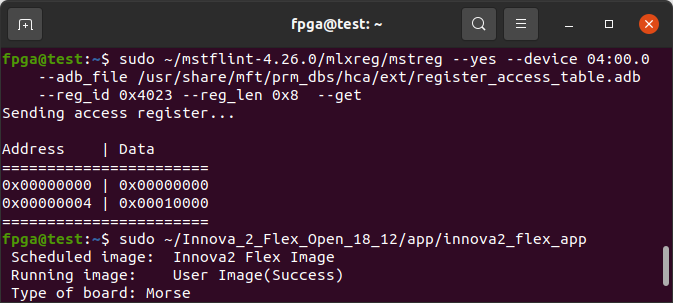 fpga@test: ~
fpga@test:~$ sudo ~/mstflint-4.26.0/mlxreg/mstreg --yes --device 04:00.0
--adb_file /usr/share/mft/prm_dbs/hca/ext/register_access_table.adb
--reg_id 0x4023 --reg_len 0x8  --get
Sending access register...
Address    | Data
=======================
0x00000000 | 0x00000000
0x00000004 | 0x00010000
=======================
fpga@test:~$ sudo ~/Innova_2_Flex_Open_18_12/app/innova2_flex_app
Scheduled image:  Innova2 Flex Image
Running image:    User Image(Success)
Type of board: Morse